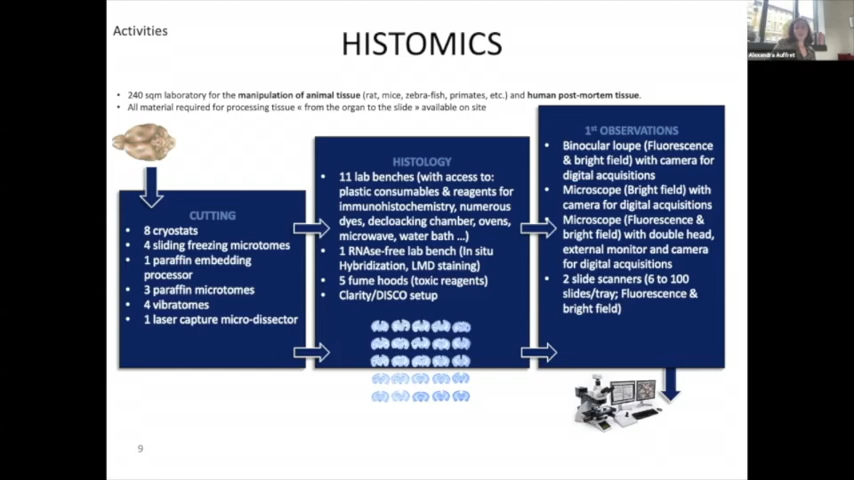 Activities
HISTOMICS
Alexandra Auffret
• 240 sqm laboratory for the manipulation of animal tissue (rat, mice, zebra-fish, primates, etc.) and human post-mortem tissue.
• All material required for processing tissue « from the organ to the slide » available on site
CUTTING
• 8 cryostats
• 4 sliding freezing microtomes
• 1 paraffin embedding
processor
• 3 paraffin microtomes
• 4 vibratomes
• 1 laser capture micro-dissector
HISTOLOGY
• 11 lab benches (with access to:
plastic consumables & reagents for
immunohistochemistry, numerous
dyes, decloacking chamber, ovens,
microwave, water bath ...)
• 1 RNAse-free lab bench (In situ
Hybridization, LMD staining)
• 5 fume hoods (toxic reagents)
• Clarity/DISCO setup
1st OBSERVATIONS
• Binocular loupe (Fluorescence
& bright field) with camera for
digital acquisitions
• Microscope (Bright field) with
camera for digital acquisitions
• Microscope (Fluorescence &
bright field) with double head,
external monitor and camera
for digital acquisitions
• 2 slide scanners (6 to 100
slides/tray; Fluorescence &
bright field)
9